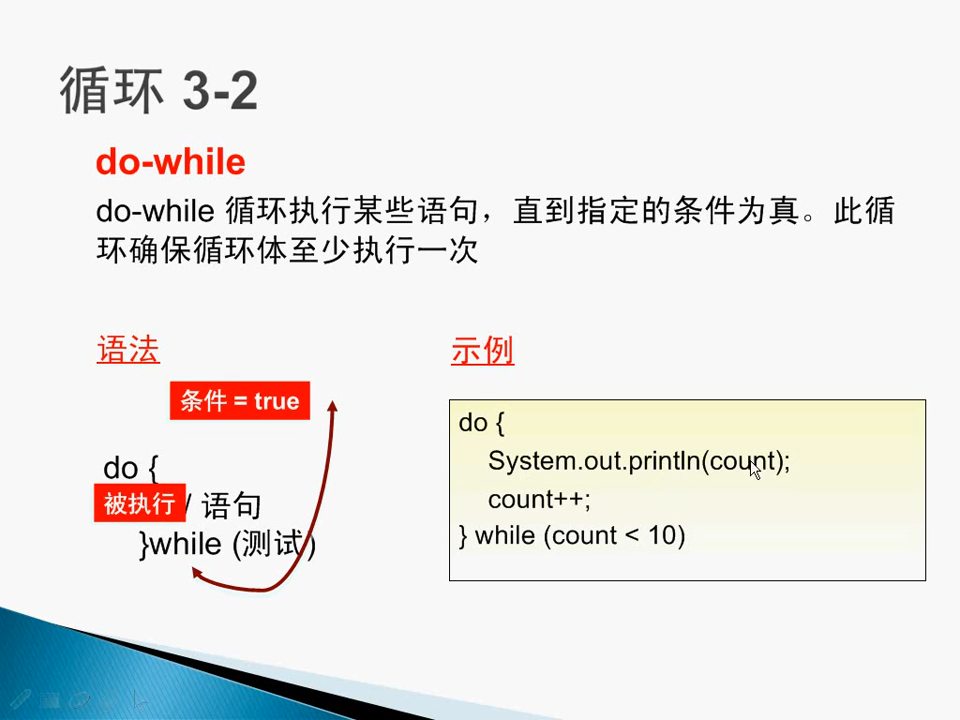 循环 3-2
do-while
do-while 循环执行某些语句，直到指定的条件为真。此循
环确保循环体至少执行一次
语法
示例
条件 = true
do {
被执行 / 语句
}while (测试)
do {
System.out.println(count);
count++;
} while (count < 10)